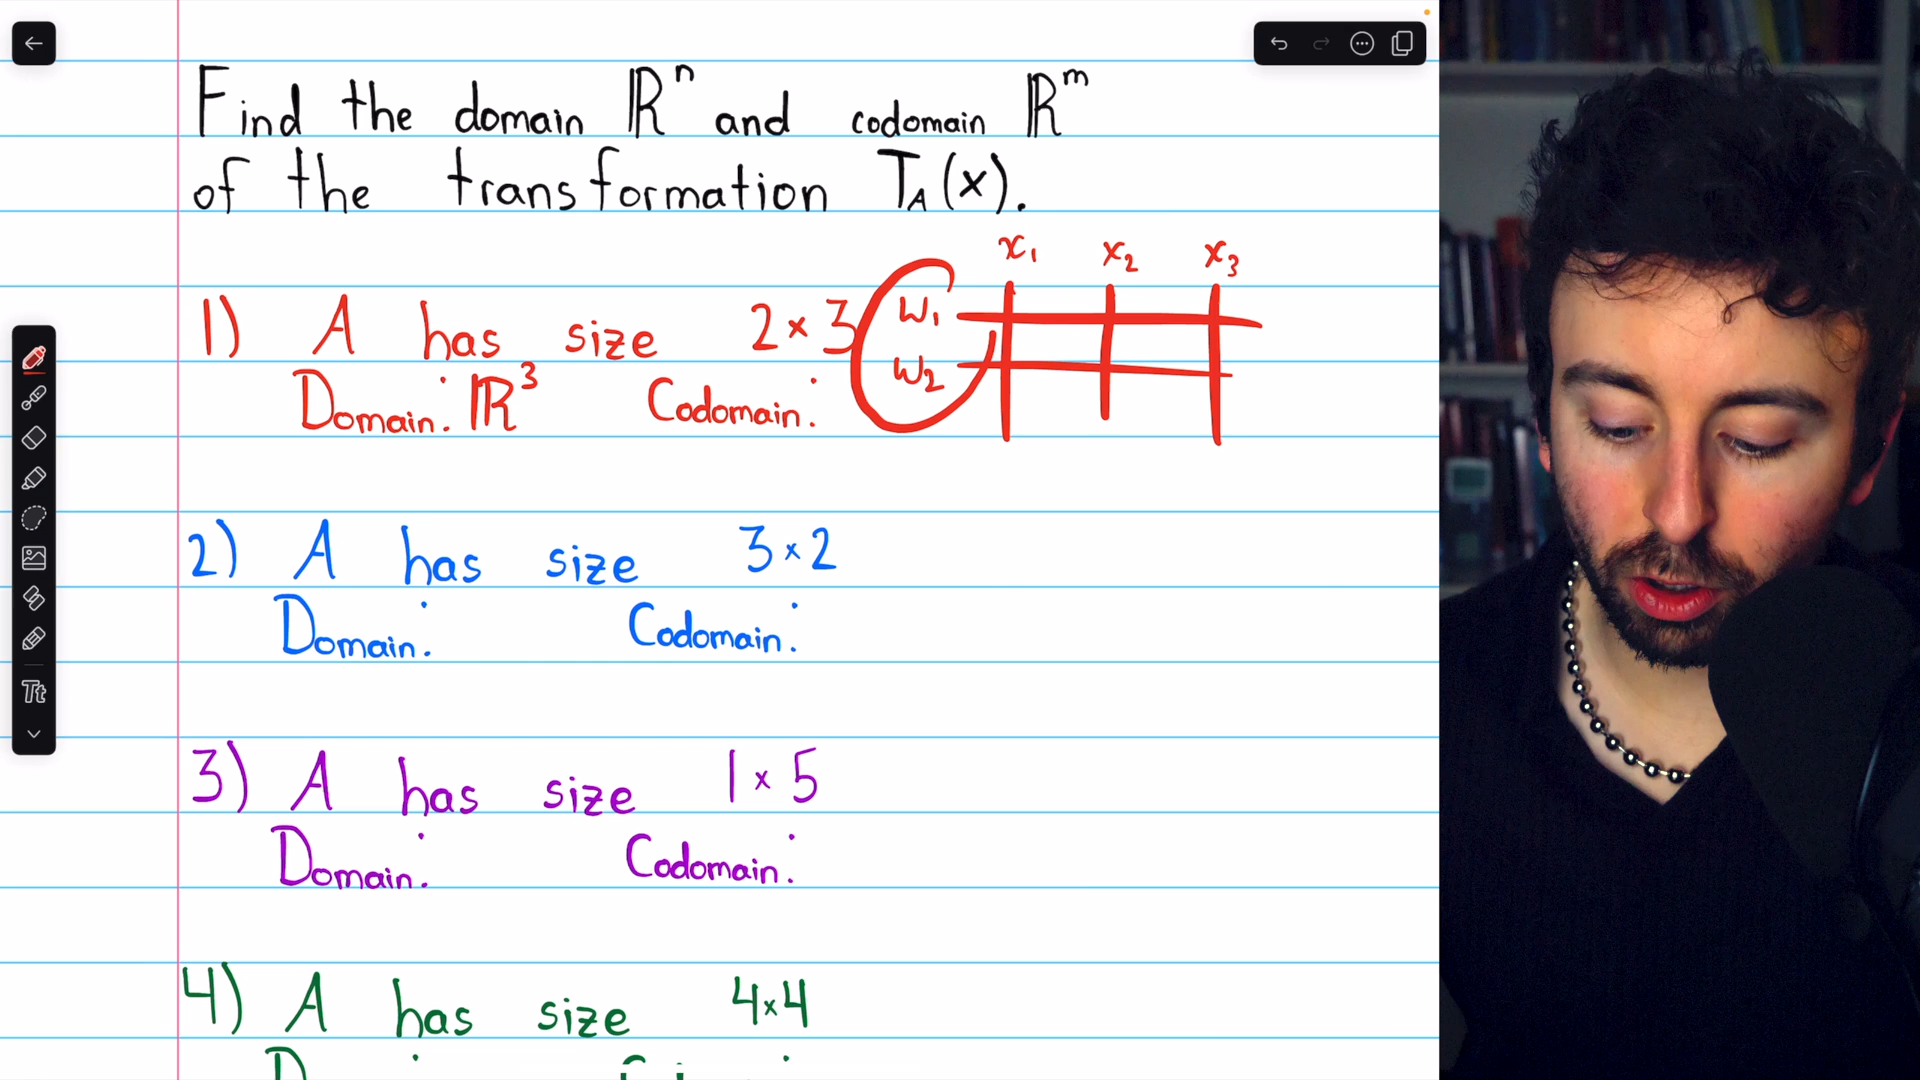 Find the domain ℝⁿ and codomain ℝᵐ
of the transformation T_A(x).
x₁ x₂ x₃
1) A has size 2×3
w₁
w₂
Domain: ℝ³ Codomain:
2) A has size 3×2
Domain: Codomain:
3) A has size 1×5
Domain: Codomain:
4) A has size 4×4
Tt